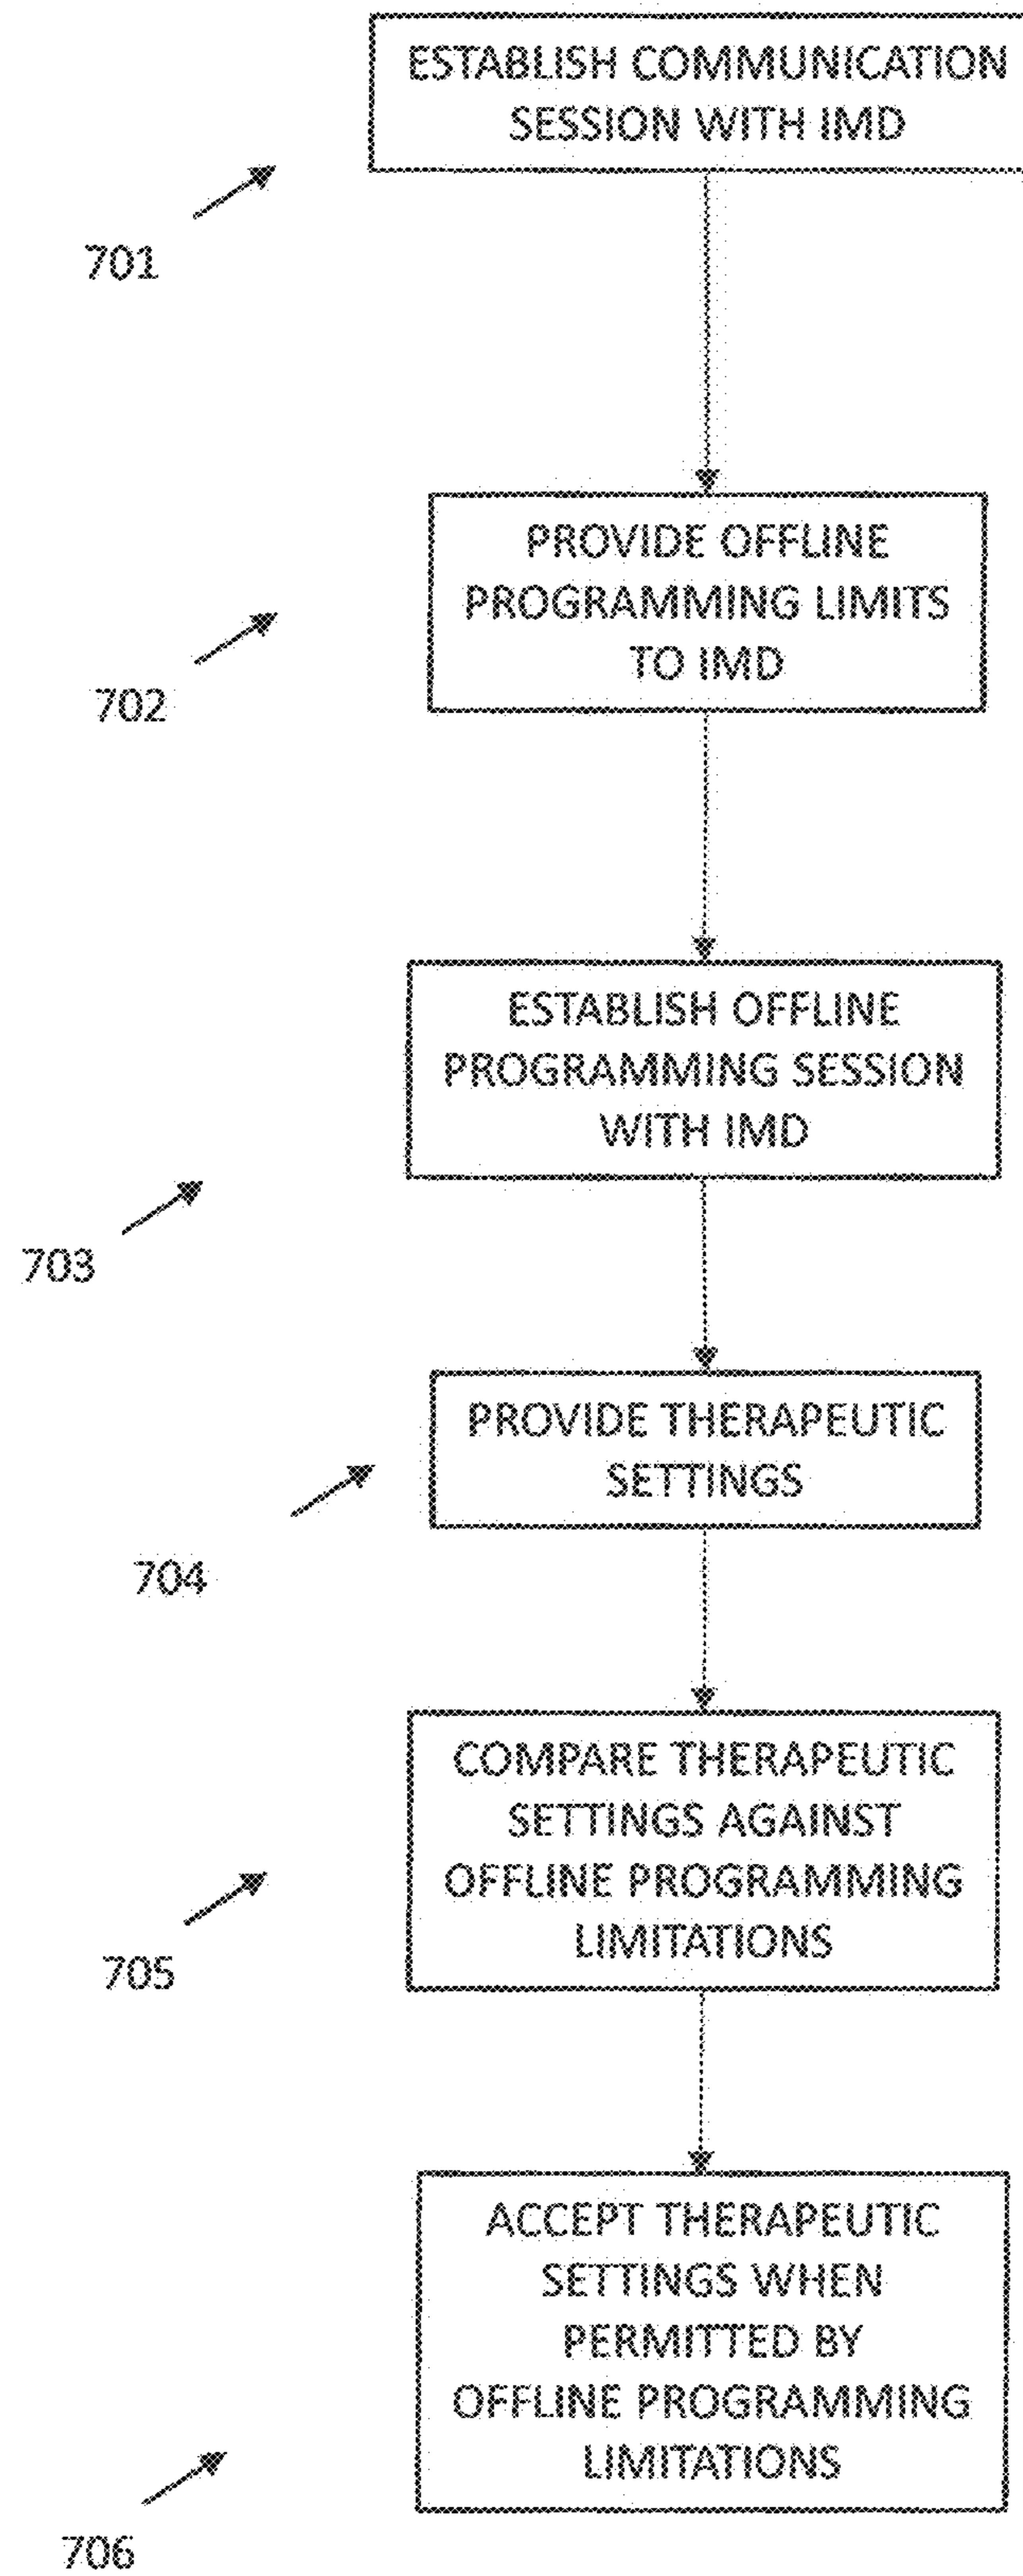 ESTABLISH COMMUNICATION
SESSION WITH IMD
701
PROVIDE OFFLINE
PROGRAMMING LIMITS
TO IMD
702
ESTABLISH OFFLINE
PROGRAMMING SESSION
WITH IMD
703
PROVIDE THERAPEUTIC
SETTINGS
704
COMPARE THERAPEUTIC
SETTINGS AGAINST
OFFLINE PROGRAMMING
LIMITATIONS
705
ACCEPT THERAPEUTIC
SETTINGS WHEN
PERMITTED BY
OFFLINE PROGRAMMING
LIMITATIONS
706